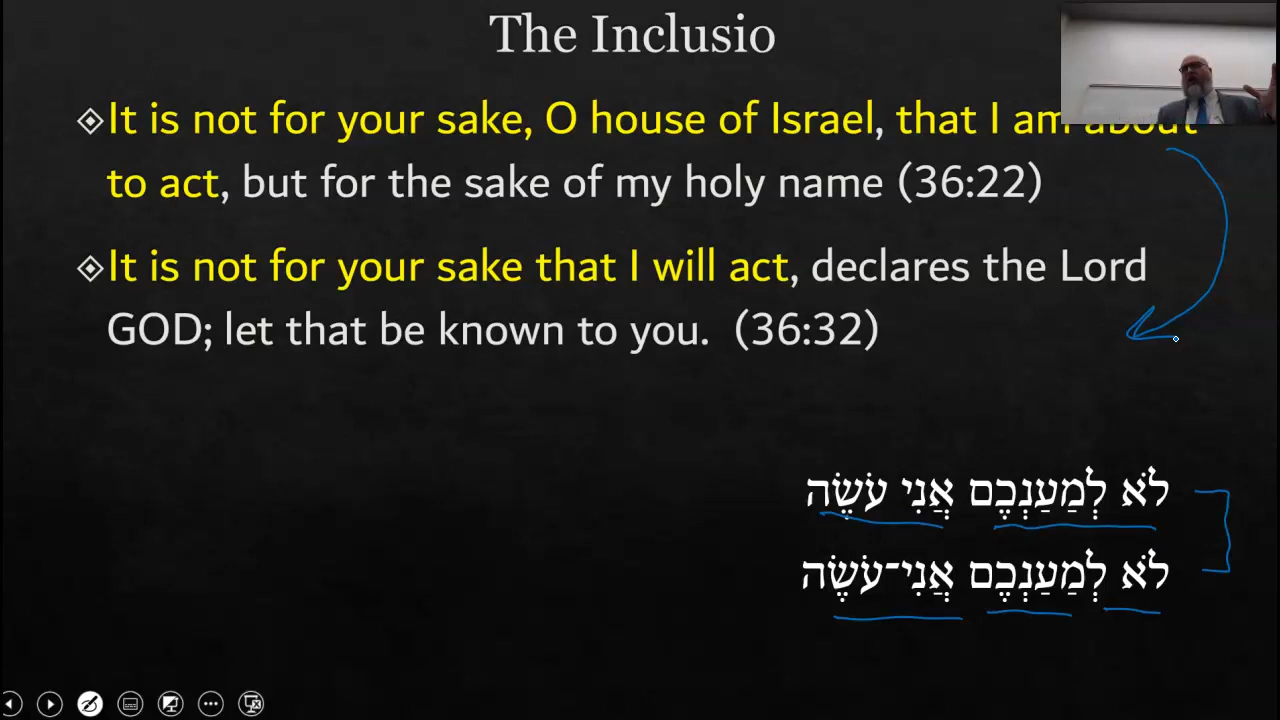 The Inclusio
It is not for your sake, O house of Israel, that I am about
to act, but for the sake of my holy name (36:22)
It is not for your sake that I will act, declares the Lord
GOD; let that be known to you. (36:32)
לֹא לְמַעַנְכֶם אֲנִי עֹשֶׂה
לֹא לְמַעַנְכֶם אֲנִי־עֹשֶׂה